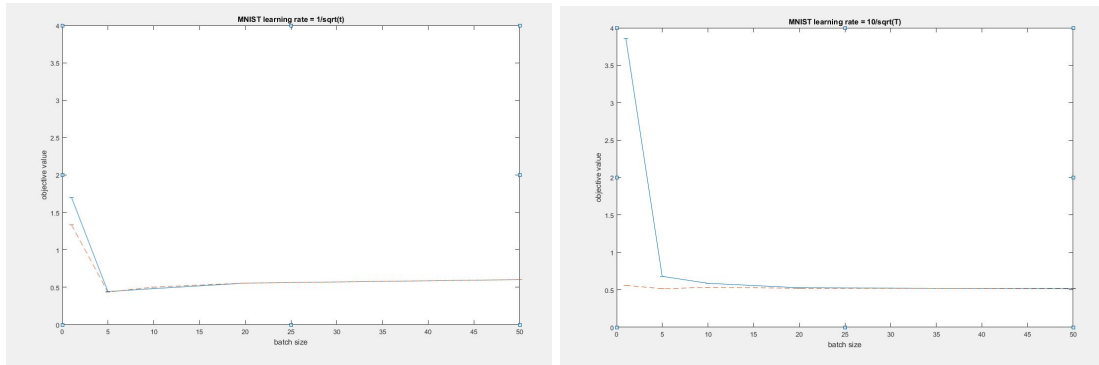 MNIST learning rate = 1/sqrt(t)
4
3.5
3
2.5
2
1.5
1
0.5
0
objective value
0 5 10 15 20 25 30 35 40 45 50
batch size
MNIST learning rate = 10/sqrt(T)
4
3.5
3
2.5
2
1.5
1
0.5
0
objective value
0 5 10 15 20 25 30 35 40 45 50
batch size